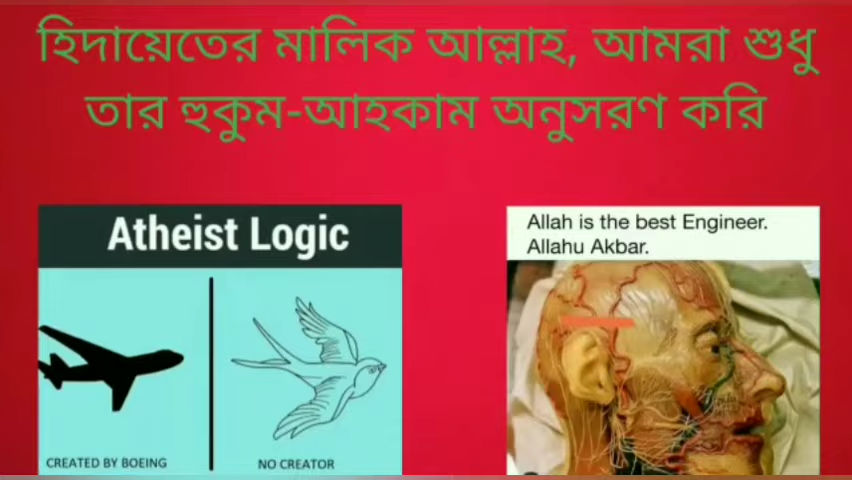 হিদায়েতের মালিক আল্লাহ, আমরা শুধু
তার হুকুম-আহকাম অনুসরণ করি
Atheist Logic
CREATED BY BOEING
NO CREATOR
Allah is the best Engineer.
Allahu Akbar.